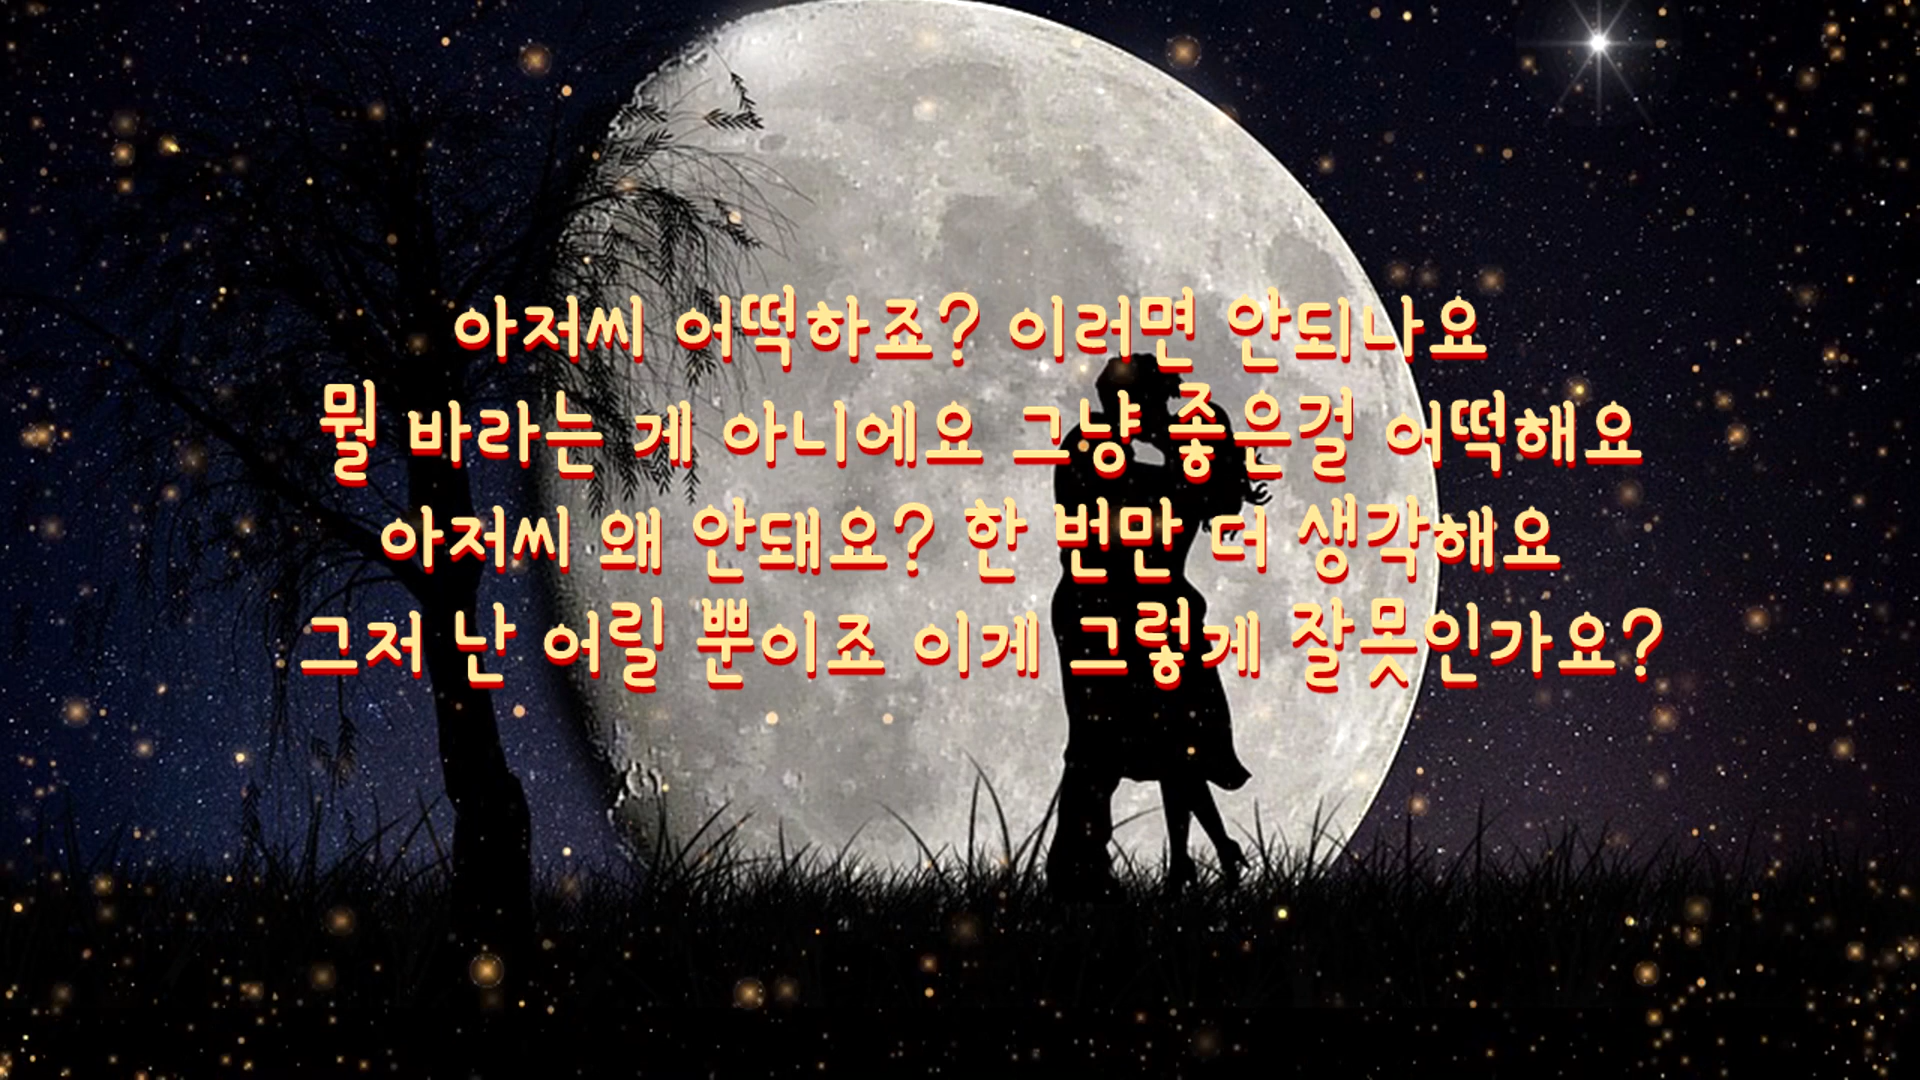 아저씨 어떡하죠? 이러면 안되나요
뭘 바라는 게 아니에요 그냥 좋은걸 어떡해요
아저씨 왜 안돼요? 한 번만 더 생각해요
그저 난 어릴 뿐이죠 이게 그렇게 잘못인가요?